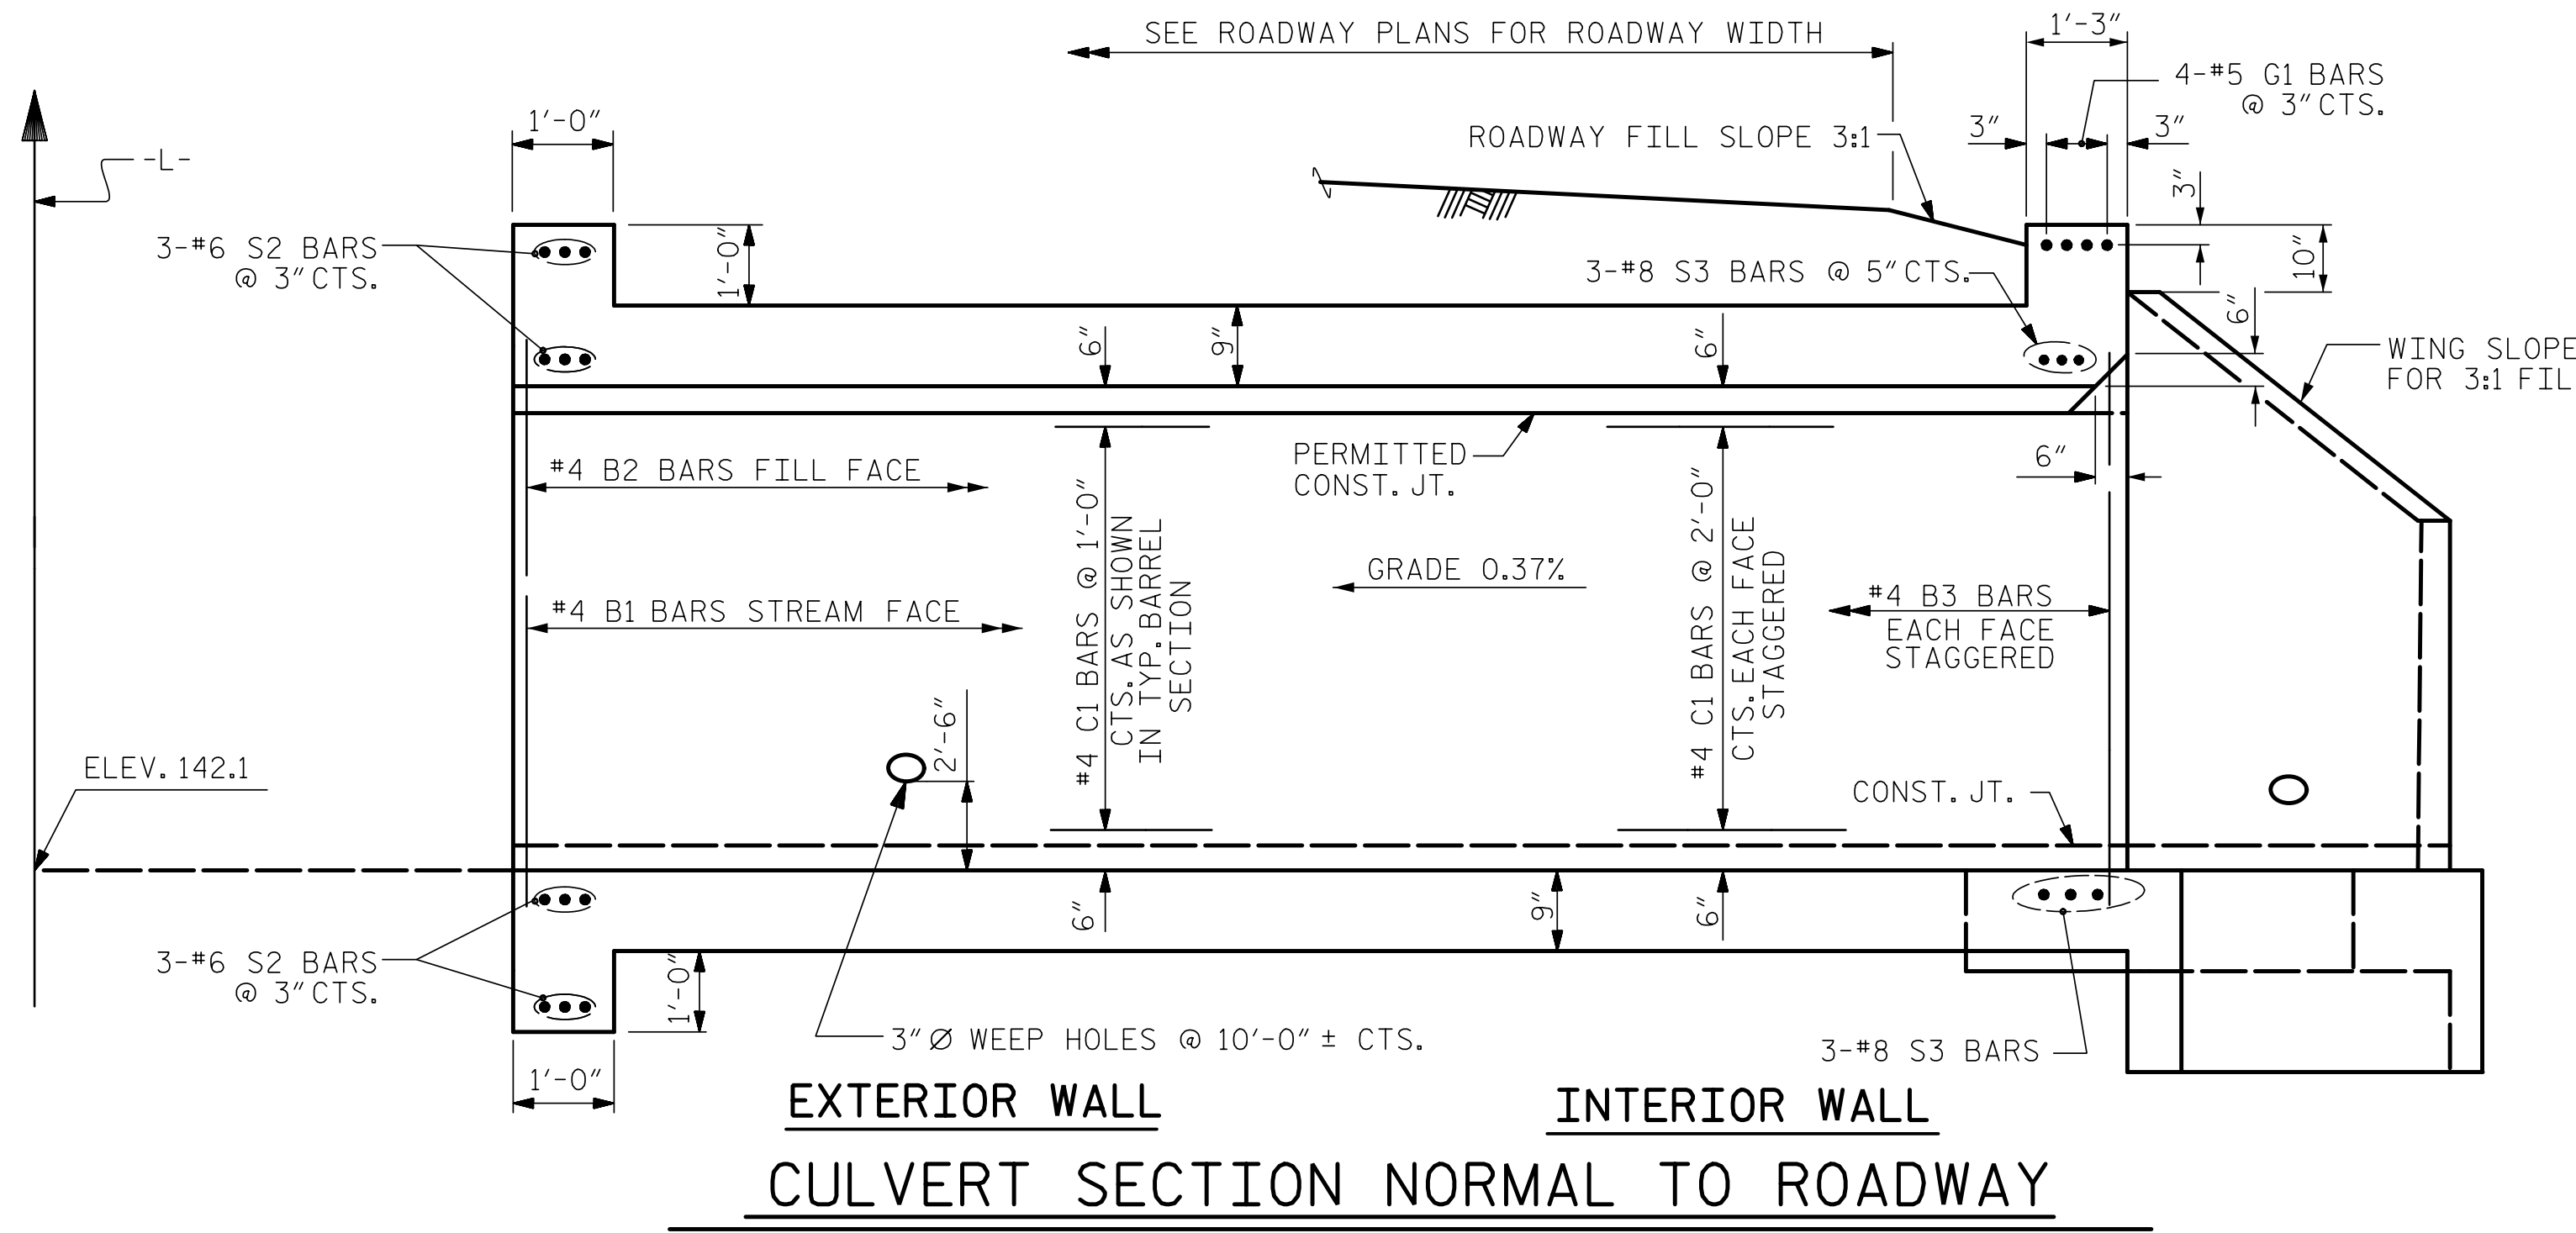 SEE ROADWAY PLANS FOR ROADWAY WIDTH
1'-3"
4-#5 G1 BARS
@ 3" CTS.
1'-0"
ROADWAY FILL SLOPE 3:1
3"
3"
-L-
3"
3-#6 S2 BARS
@ 3" CTS.
1'-0"
10"
3-#8 S3 BARS @ 5" CTS.
6"
9"
6"
6"
WING SLOPE
FOR 3:1 FIL
#4 B2 BARS FILL FACE
PERMITTED
CONST. JT.
6"
#4 C1 BARS @ 1'-0"
CTS. AS SHOWN
IN TYP. BARREL
SECTION
#4 C1 BARS @ 2'-0"
CTS. EACH FACE
STAGGERED
GRADE 0.37%
#4 B1 BARS STREAM FACE
#4 B3 BARS
EACH FACE
STAGGERED
2'-6"
ELEV. 142.1
CONST. JT.
6"
9"
6"
3-#6 S2 BARS
@ 3" CTS.
1'-0"
3" Ø WEEP HOLES @ 10'-0" ± CTS.
3-#8 S3 BARS
1'-0"
EXTERIOR WALL
INTERIOR WALL
CULVERT SECTION NORMAL TO ROADWAY